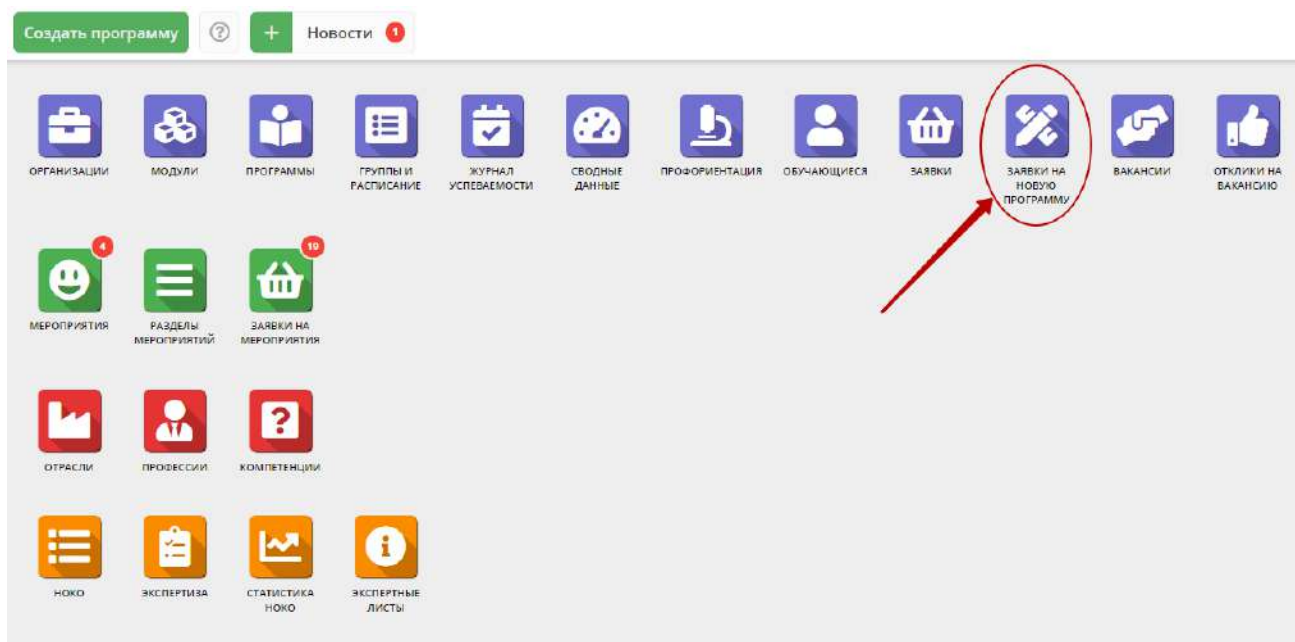 Создать программу
+ Новости 1
ОРГАНИЗАЦИИ
МОДУЛИ
ПРОГРАММЫ
ГРУППЫ И
РАСПИСАНИЕ
ЖУРНАЛ
УСПЕВАЕМОСТИ
СВОДНЫЕ
ДАННЫЕ
ПРОФОРИЕНТАЦИЯ
ОБУЧАЮЩИЕСЯ
ЗАЯВКИ
ЗАЯВКИ НА
НОВУЮ
ПРОГРАММУ
ВАКАНСИИ
ОТКЛИКИ НА
ВАКАНСИЮ
4
МЕРОПРИЯТИЯ
РАЗДЕЛЫ
МЕРОПРИЯТИЙ
19
ЗАЯВКИ НА
МЕРОПРИЯТИЯ
ОТРАСЛИ
ПРОФЕССИИ
КОМПЕТЕНЦИИ
НОКО
ЭКСПЕРТИЗА
СТАТИСТИКА
НОКО
ЭКСПЕРТНЫЕ
ЛИСТЫ